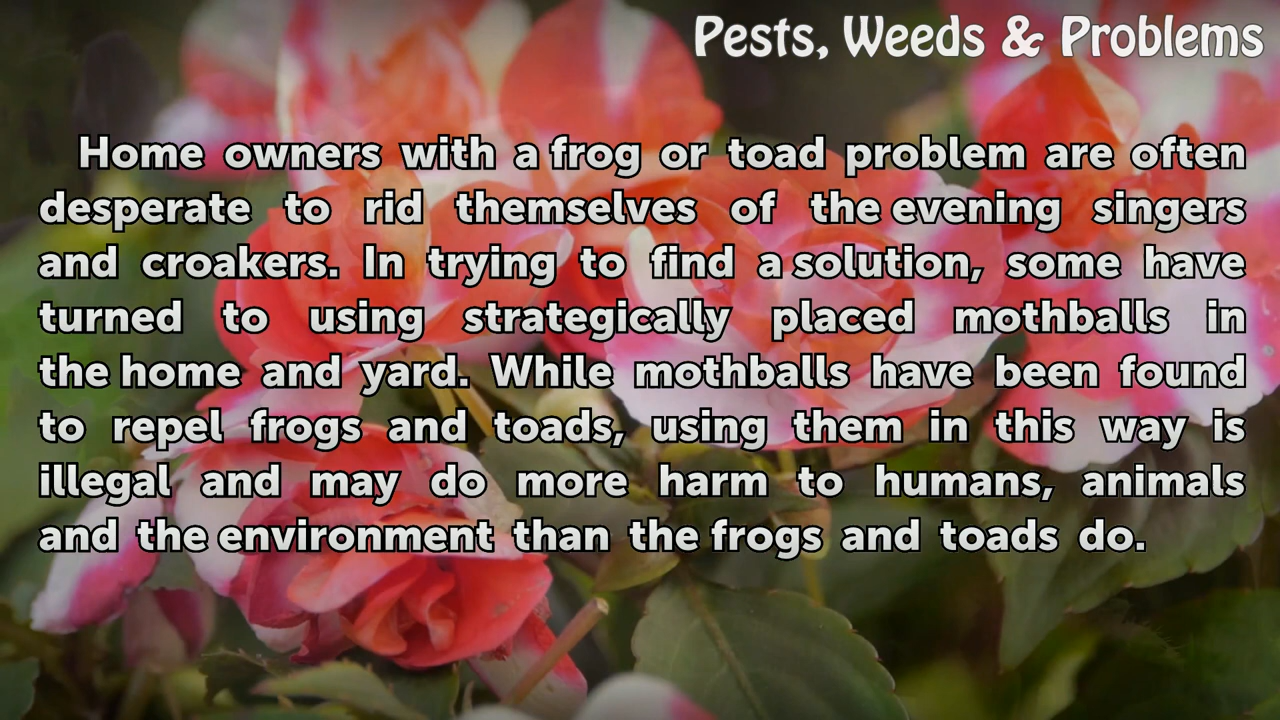 Pests, Weeds & Problems
Home owners with a frog or toad problem are often
desperate to rid themselves of the evening singers
and croakers. In trying to find a solution, some have
turned to using strategically placed mothballs in
the home and yard. While mothballs have been found
to repel frogs and toads, using them in this way is
illegal and may do more harm to humans, animals
and the environment than the frogs and toads do.